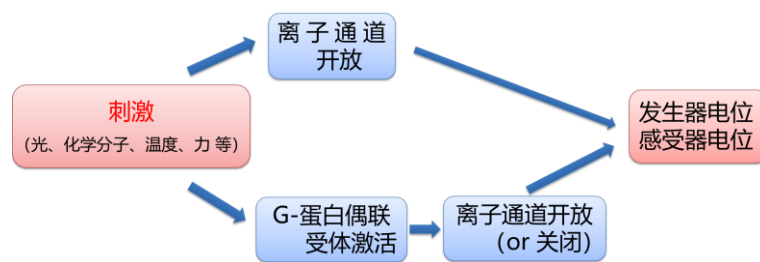 离子通道
开放
刺激
(光、化学分子、温度、力 等)
发生器电位
感受器电位
G-蛋白偶联
受体激活
离子通道开放
(or 关闭)